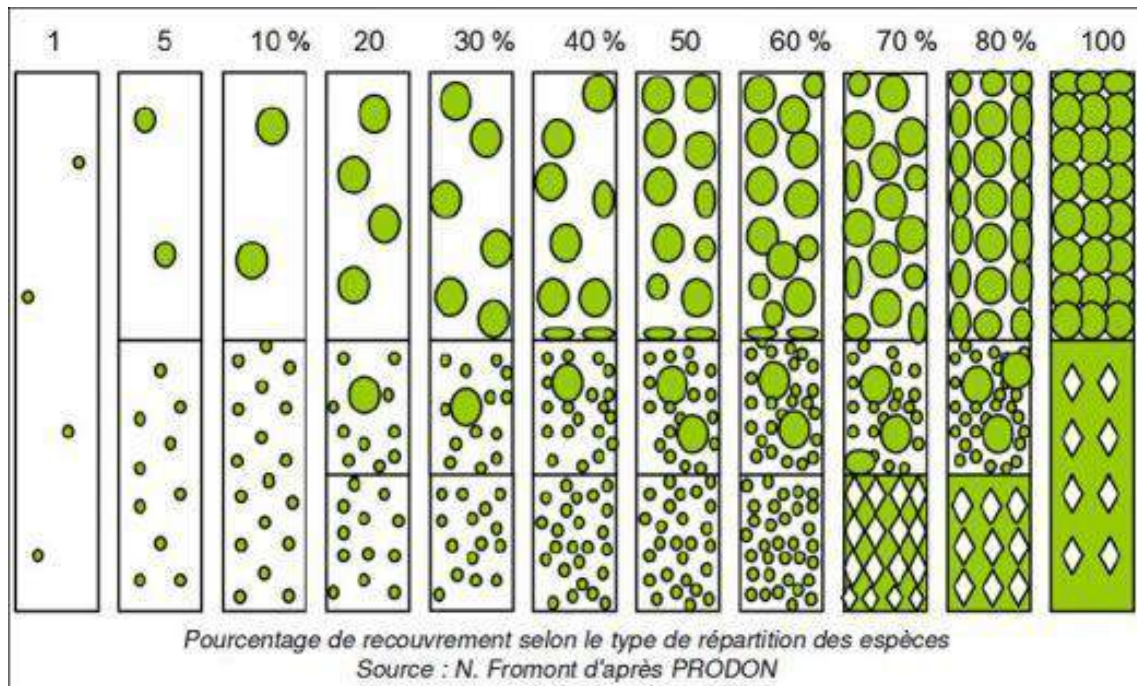 1 5 10 % 20 30 % 40 % 50 60 % 70 % 80 % 100
Pourcentage de recouvrement selon le type de répartition des espèces
Source : N. Fromont d'après PRODON